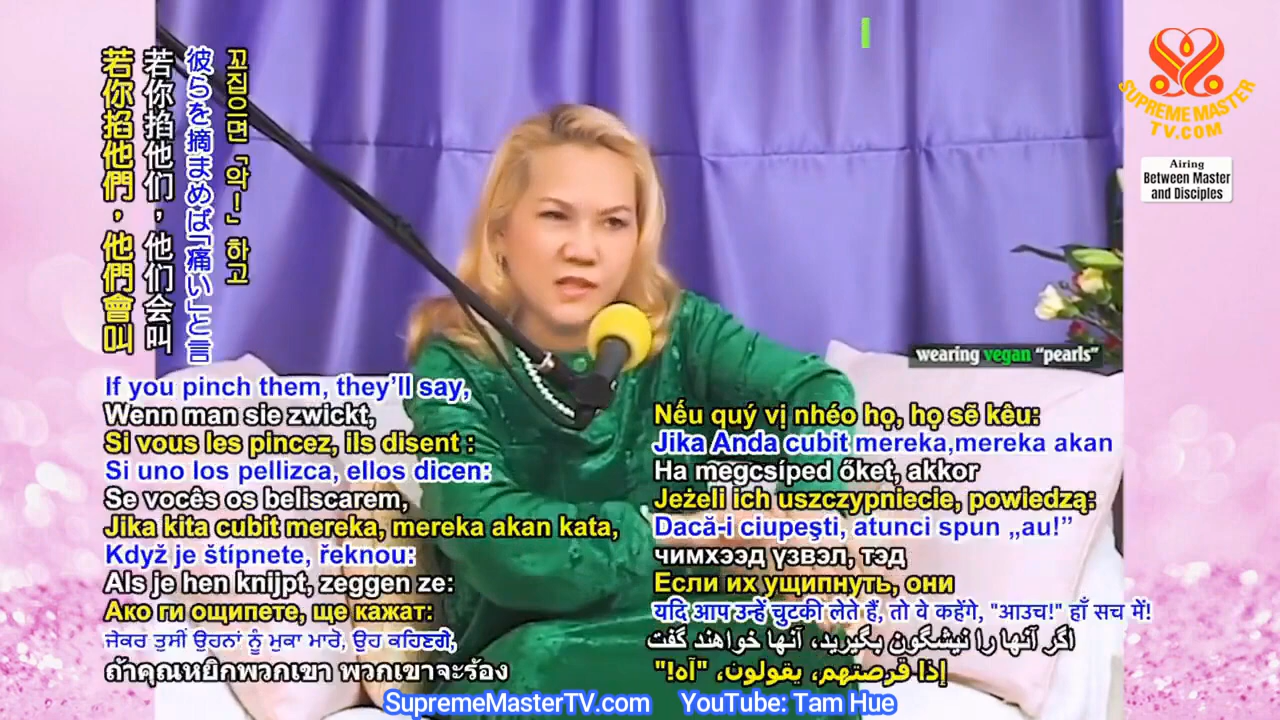 若你掐他們，他們會叫
若你掐他们，他们会叫
彼らを摘まめば「痛い」と言
꼬집으면「악！」하고
SUPREME MASTER
TV.COM
Airing
Between Master
and Disciples
wearing vegan “pearls”
If you pinch them, they’ll say,
Wenn man sie zwickt,
Si vous les pincez, ils disent :
Si uno los pellizca, ellos dicen:
Se vocês os beliscarem,
Jika kita cubit mereka, mereka akan kata,
Když je štípnete, řeknou:
Als je hen knijpt, zeggen ze:
Ако ги ощипете, ще кажат:
ਜੇਕਰ ਤੁਸੀਂ ਉਹਨਾਂ ਨੂੰ ਮੁਕਾ ਮਾਰੋ, ਉਹ ਕਹਿਣਗੇ,
ถ้าคุณหยิกพวกเขา พวกเขาจะร้อง
Nếu quý vị nhéo họ, họ sẽ kêu:
Jika Anda cubit mereka,mereka akan
Ha megcsíped őket, akkor
Jeżeli ich uszczypniecie, powiedzą:
Dacă-i ciupeşti, atunci spun „au!”
чимхээд үзвэл, тэд
Если их ущипнуть, они
यदि आप उन्हें चुटकी लेते हैं, तो वे कहेंगे, "आउच!" हाँ सच में!
اگر آنها را نیشگون بگیرید، آنها خواهند گفت
إذا قرصتهم، يقولون، "آه!"
SupremeMasterTV.com YouTube: Tam Hue